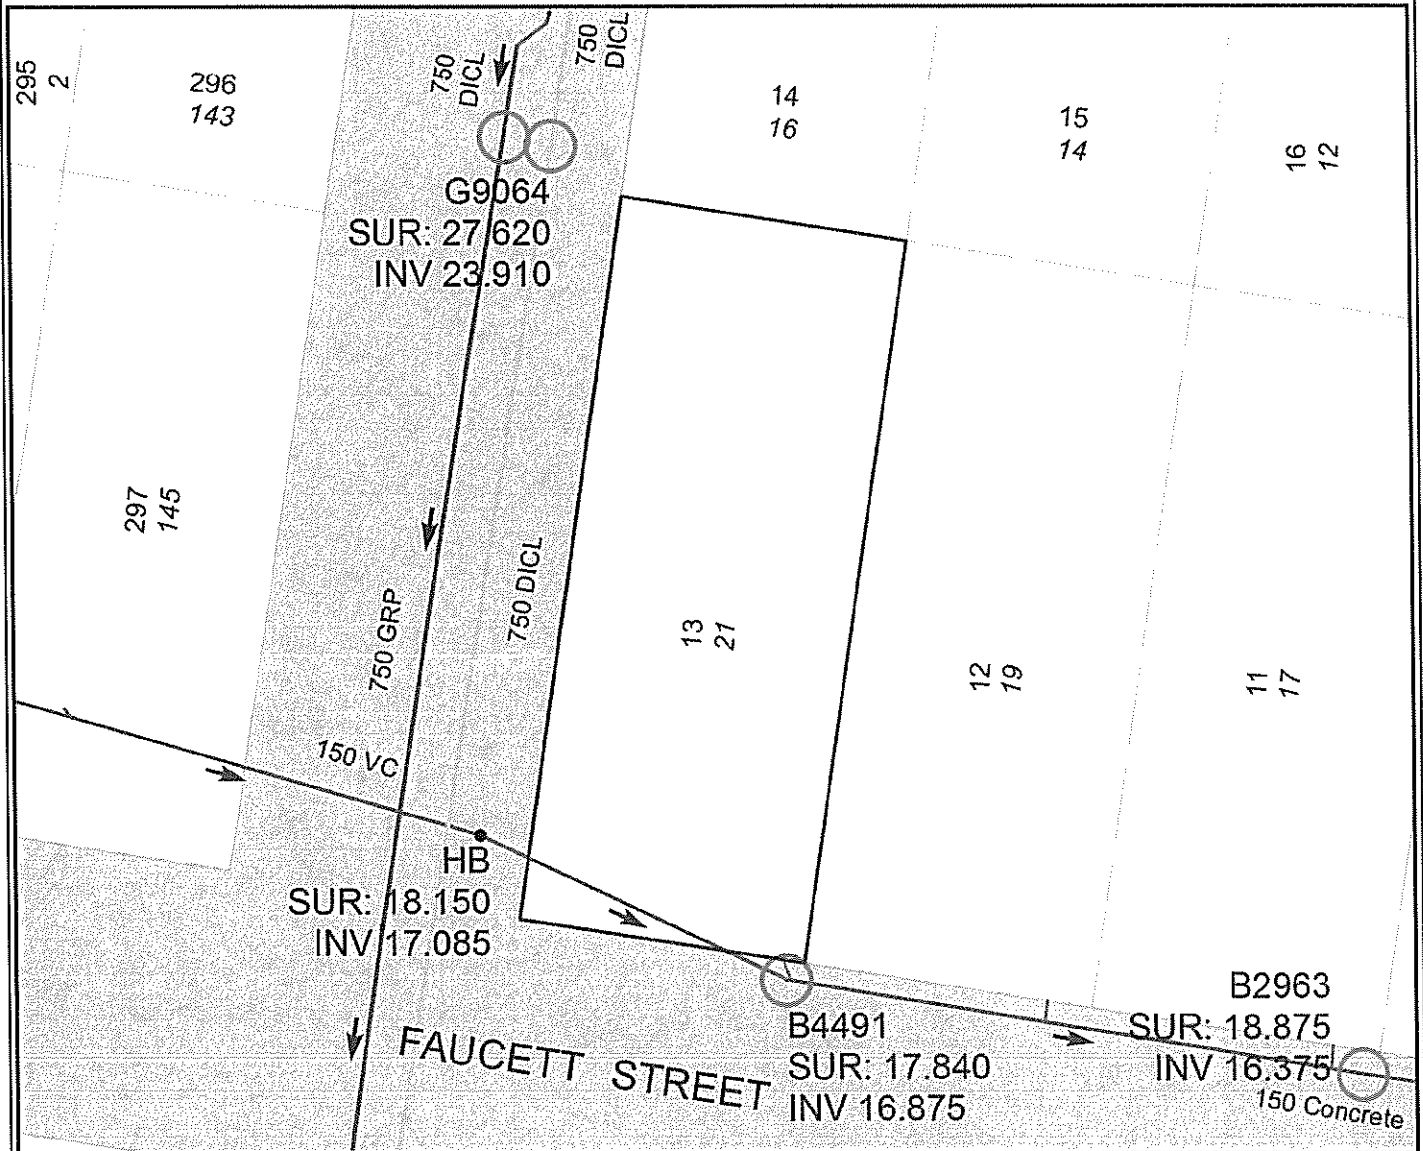 295
2
296
143
750
DICL
750
DICL
14
16
15
14
16
12
G9064
SUR: 27.620
INV 23.910
297
145
750 GRP
750 DICL
13
21
12
19
11
17
150 VC
HB
SUR: 18.150
INV 17.085
FAUCETT STREET
B4491
SUR: 17.840
INV 16.875
B2963
SUR: 18.875
INV 16.375
150 Concrete